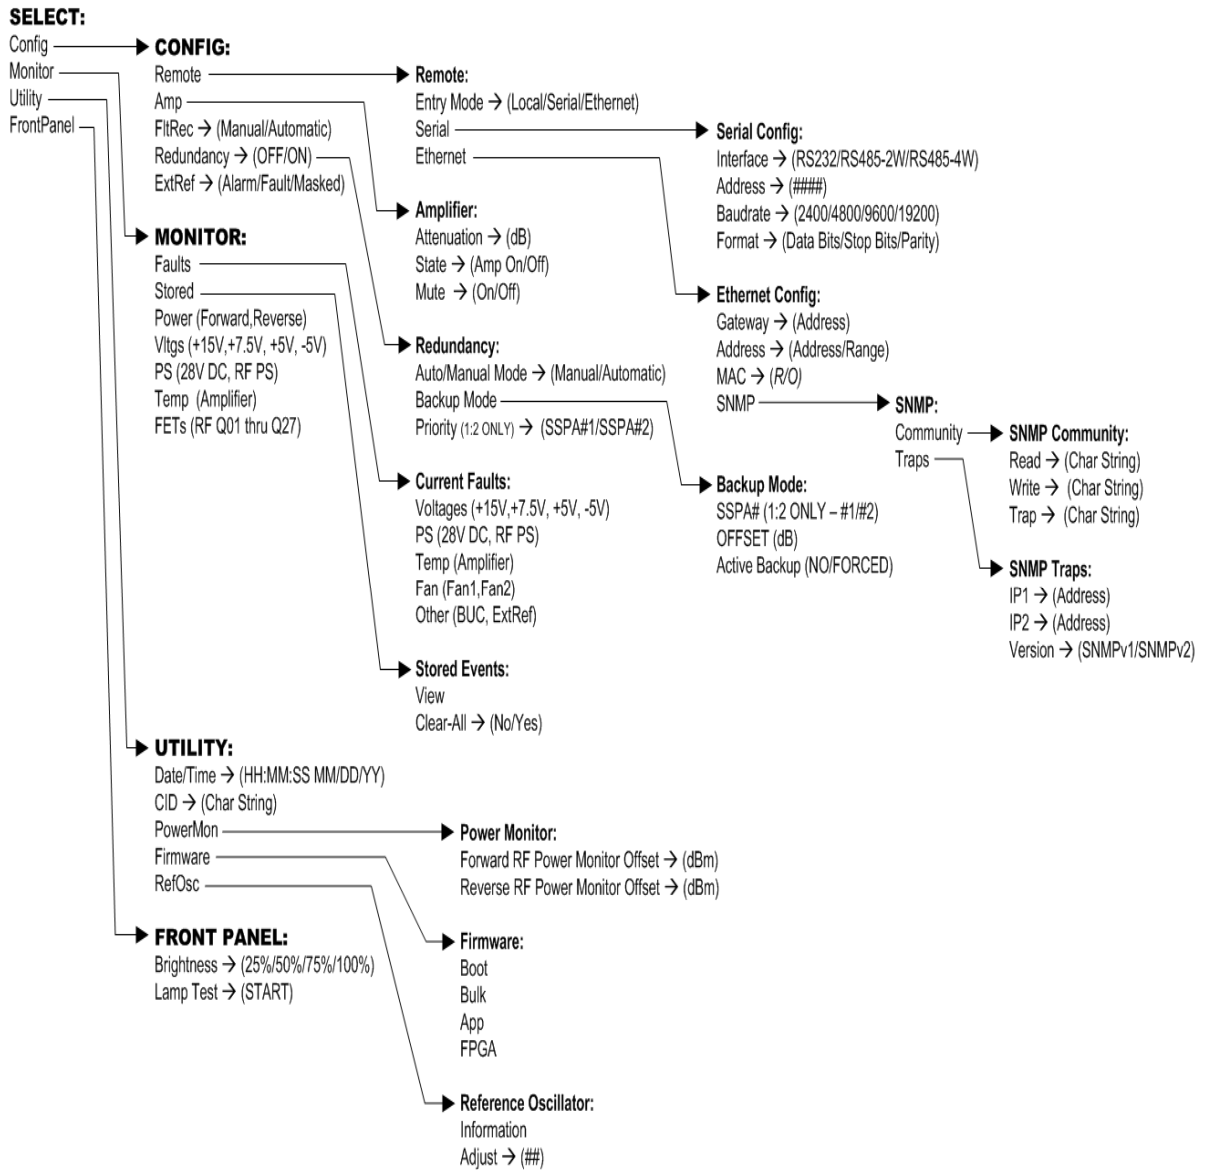 SELECT:
Config
Monitor
Utility
FrontPanel
CONFIG:
Remote
Amp
FltRec → (Manual/Automatic)
Redundancy → (OFF/ON)
ExtRef → (Alarm/Fault/Masked)
Remote:
Entry Mode → (Local/Serial/Ethernet)
Serial
Ethernet
Serial Config:
Interface → (RS232/RS485-2W/RS485-4W)
Address → (####)
Baudrate → (2400/4800/9600/19200)
Format → (Data Bits/Stop Bits/Parity)
Amplifier:
Attenuation → (dB)
State → (Amp On/Off)
Mute → (On/Off)
Ethernet Config:
Gateway → (Address)
Address → (Address/Range)
MAC → (R/O)
SNMP
SNMP:
Community
Traps
SNMP Community:
Read → (Char String)
Write → (Char String)
Trap → (Char String)
SNMP Traps:
IP1 → (Address)
IP2 → (Address)
Version → (SNMPv1/SNMPv2)
Redundancy:
Auto/Manual Mode → (Manual/Automatic)
Backup Mode
Priority (1:2 ONLY) → (SSPA#1/SSPA#2)
Backup Mode:
SSPA# (1:2 ONLY – #1/#2)
OFFSET (dB)
Active Backup (NO/FORCED)
MONITOR:
Faults
Stored
Power (Forward,Reverse)
Vltgs (+15V,+7.5V, +5V, -5V)
PS (28V DC, RF PS)
Temp (Amplifier)
FETs (RF Q01 thru Q27)
Current Faults:
Voltages (+15V,+7.5V, +5V, -5V)
PS (28V DC, RF PS)
Temp (Amplifier)
Fan (Fan1,Fan2)
Other (BUC, ExtRef)
Stored Events:
View
Clear-All → (No/Yes)
UTILITY:
Date/Time → (HH:MM:SS MM/DD/YY)
CID → (Char String)
PowerMon
Firmware
RefOsc
Power Monitor:
Forward RF Power Monitor Offset → (dBm)
Reverse RF Power Monitor Offset → (dBm)
Firmware:
Boot
Bulk
App
FPGA
Reference Oscillator:
Information
Adjust → (##)
FRONT PANEL:
Brightness → (25%/50%/75%/100%)
Lamp Test → (START)